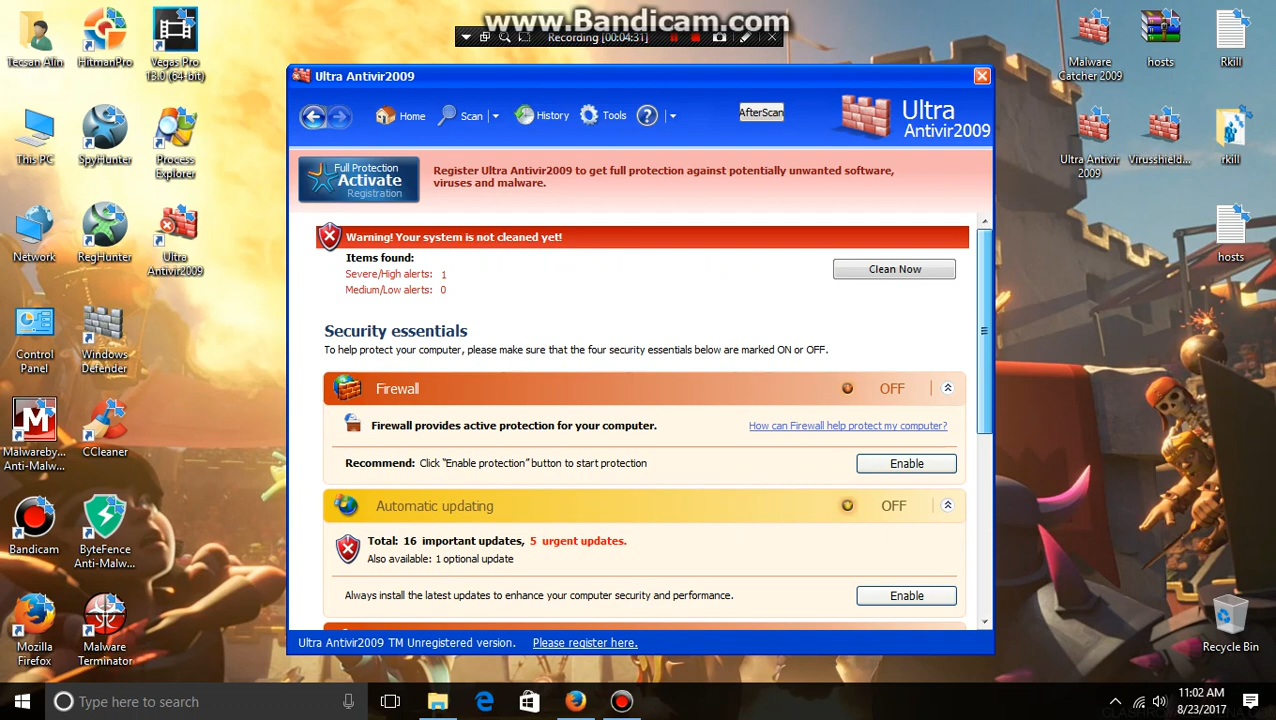 www.Bandicam.com
Recording [00:04:31]
Tecsan Alin
HitmanPro
Vegas Pro
13.0 (64-bit)
This PC
SpyHunter
Process
Explorer
Network
RegHunter
Ultra
Antivir2009
Control
Panel
Windows
Defender
Malwareby...
Anti-Malw...
CCleaner
Bandicam
ByteFence
Anti-Malw...
Mozilla
Firefox
Malware
Terminator
Ultra Antivir2009
Home
Scan
History
Tools
?
AfterScan
Ultra
Antivir2009
Full Protection
Activate
Registration
Register Ultra Antivir2009 to get full protection against potentially unwanted software,
viruses and malware.
Warning! Your system is not cleaned yet!
Items found:
Severe/High alerts: 1
Medium/Low alerts: 0
Clean Now
Security essentials
To help protect your computer, please make sure that the four security essentials below are marked ON or OFF.
Firewall
OFF
Firewall provides active protection for your computer.
How can Firewall help protect my computer?
Recommend: Click "Enable protection" button to start protection
Enable
Automatic updating
OFF
Total: 16 important updates, 5 urgent updates.
Also available: 1 optional update
Always install the latest updates to enhance your computer security and performance.
Enable
Ultra Antivir2009 TM Unregistered version. Please register here.
Malware
Catcher 2009
hosts
Rkill
Ultra Antivir
2009
Virusshield...
rkill
hosts
Recycle Bin
Type here to search
11:02 AM
8/23/2017